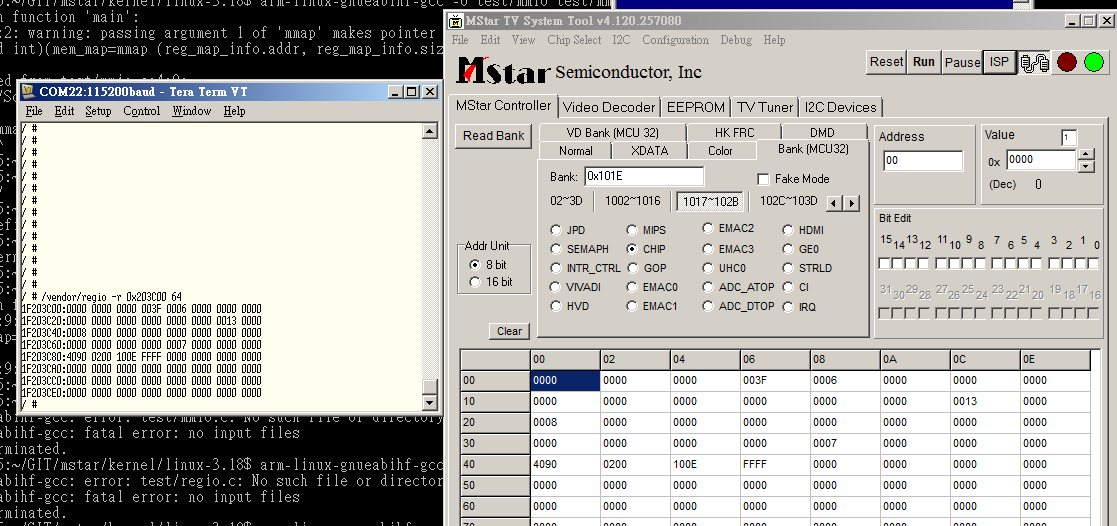 5:~/GIT/mstar/kernel/linux-3.18$ arm-linux-gnueabihf-gcc -o test/mmio test/mmio
n function 'main':
:2: warning: passing argument 1 of 'mmap' makes pointer
d int)(mem_map=mmap (reg_map_info.addr, reg_map_info.siz
COM22:115200baud - Tera Term VT
File Edit Setup Control Window Help
/ #
/ #
/ #
/ #
/ #
/ #
/ #
/ #
/ #
/ #
/ #
/ #
/ #
/ #
/ # /vendor/regio -r 0x203C00 64
1F203C00:0000 0000 0000 003F 0006 0000 0000 0000
1F203C20:0000 0000 0000 0000 0000 0000 0013 0000
1F203C40:0008 0000 0000 0000 0000 0000 0000 0000
1F203C60:0000 0000 0000 0000 0007 0000 0000 0000
1F203C80:4090 0200 100E FFFF 0000 0000 0000 0000
1F203CA0:0000 0000 0000 0000 0000 0000 0000 0000
1F203CC0:0000 0000 0000 0000 0000 0000 0000 0000
1F203CE0:0000 0000 0000 0000 0000 0000 0000 0000
/ #
abihf-gcc: error: test/mmio.c: No such file or directory
abihf-gcc: fatal error: no input files
rminated.
5:~/GIT/mstar/kernel/linux-3.18$ arm-linux-gnueabihf-gcc
abihf-gcc: error: test/regio.c: No such file or director
abihf-gcc: fatal error: no input files
rminated.
MStar TV System Tool v4.120.257080
File Edit View Chip Select I2C Configuration Debug Help
MStar Semiconductor, Inc
Reset Run Pause ISP
MStar Controller Video Decoder EEPROM TV Tuner I2C Devices
Read Bank
VD Bank (MCU 32) HK FRC DMD
Normal XDATA Color Bank (MCU32)
Bank: 0x101E Fake Mode
02~3D 1002~1016 1017~102B 102C~103D
JPD MIPS EMAC2 HDMI
SEMAPH CHIP EMAC3 GE0
INTR_CTRL GOP UHC0 STRLD
VIVADI EMAC0 ADC_ATOP CI
HVD EMAC1 ADC_DTOP IRQ
Addr Unit
8 bit
16 bit
Clear
Address
00
Value 1
0x 0000
(Dec) 0
Bit Edit
15 14 13 12 11 10 9 8 7 6 5 4 3 2 1 0
31 30 29 28 27 26 25 24 23 22 21 20 19 18 17 16
00 02 04 06 08 0A 0C 0E
00 0000 0000 0000 003F 0006 0000 0000 0000
10 0000 0000 0000 0000 0000 0000 0013 0000
20 0008 0000 0000 0000 0000 0000 0000 0000
30 0000 0000 0000 0000 0007 0000 0000 0000
40 4090 0200 100E FFFF 0000 0000 0000 0000
50 0000 0000 0000 0000 0000 0000 0000 0000
60 0000 0000 0000 0000 0000 0000 0000 0000